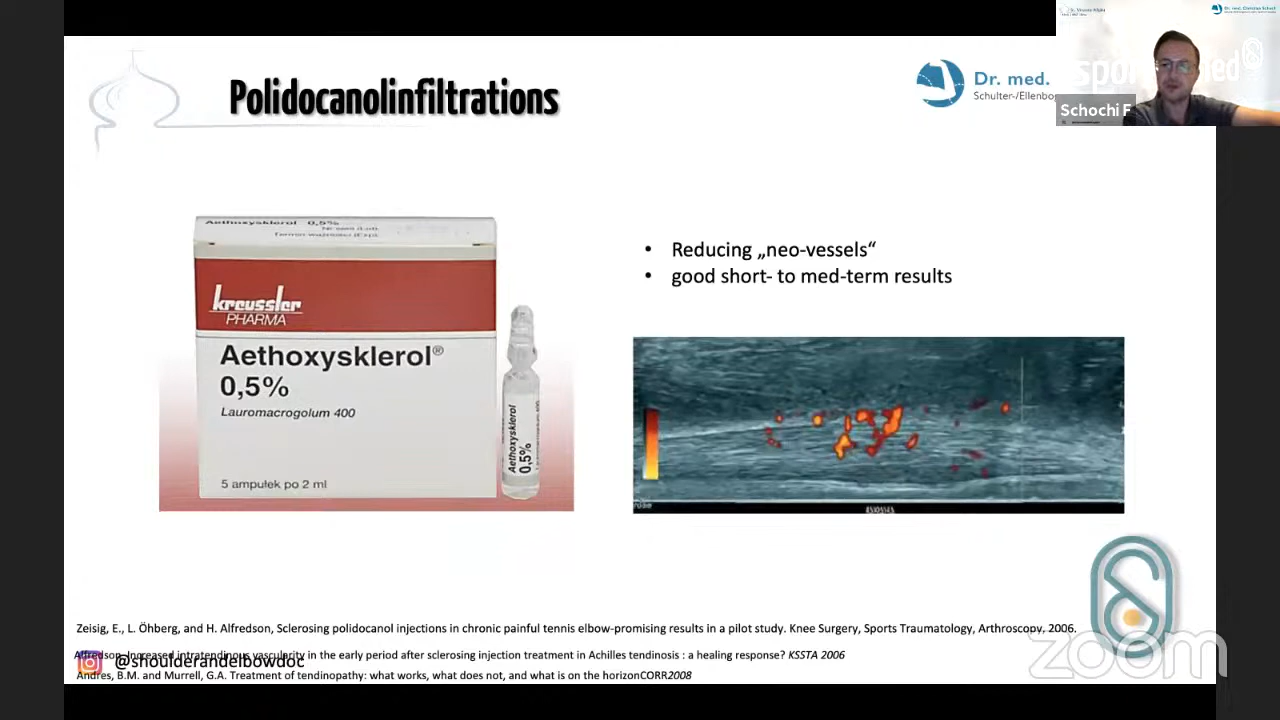 Polidocanolinfiltrations
Dr. med.
Schulter-/Ellenbo
sport med
Schochi F
Aethoxysklerol 0,5%
kreussler
PHARMA
Aethoxysklerol®
0,5%
Lauromacrogolum 400
5 ampułek po 2 ml
Aethoxysklerol
0,5%
• Reducing „neo-vessels“
• good short- to med-term results
Zeisig, E., L. Öhberg, and H. Alfredson, Sclerosing polidocanol injections in chronic painful tennis elbow-promising results in a pilot study. Knee Surgery, Sports Traumatology, Arthroscopy, 2006.
Alfredson, Increased intratendinous vascularity in the early period after sclerosing injection treatment in Achilles tendinosis : a healing response? KSSTA 2006
@shoulderandelbowdoc
Andres, B.M. and Murrell, G.A. Treatment of tendinopathy: what works, what does not, and what is on the horizonCORR2008
zoom